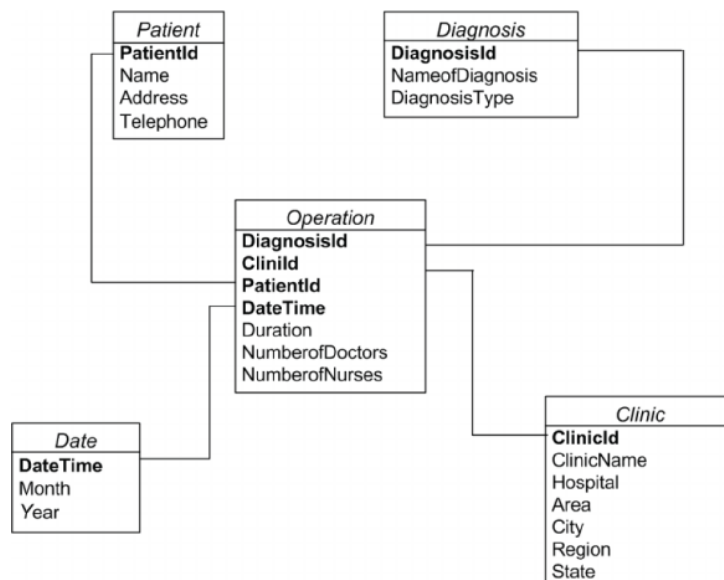 Patient
PatientId
Name
Address
Telephone
Diagnosis
DiagnosisId
NameofDiagnosis
DiagnosisType
Operation
DiagnosisId
CliniId
PatientId
DateTime
Duration
NumberofDoctors
NumberofNurses
Date
DateTime
Month
Year
Clinic
ClinicId
ClinicName
Hospital
Area
City
Region
State